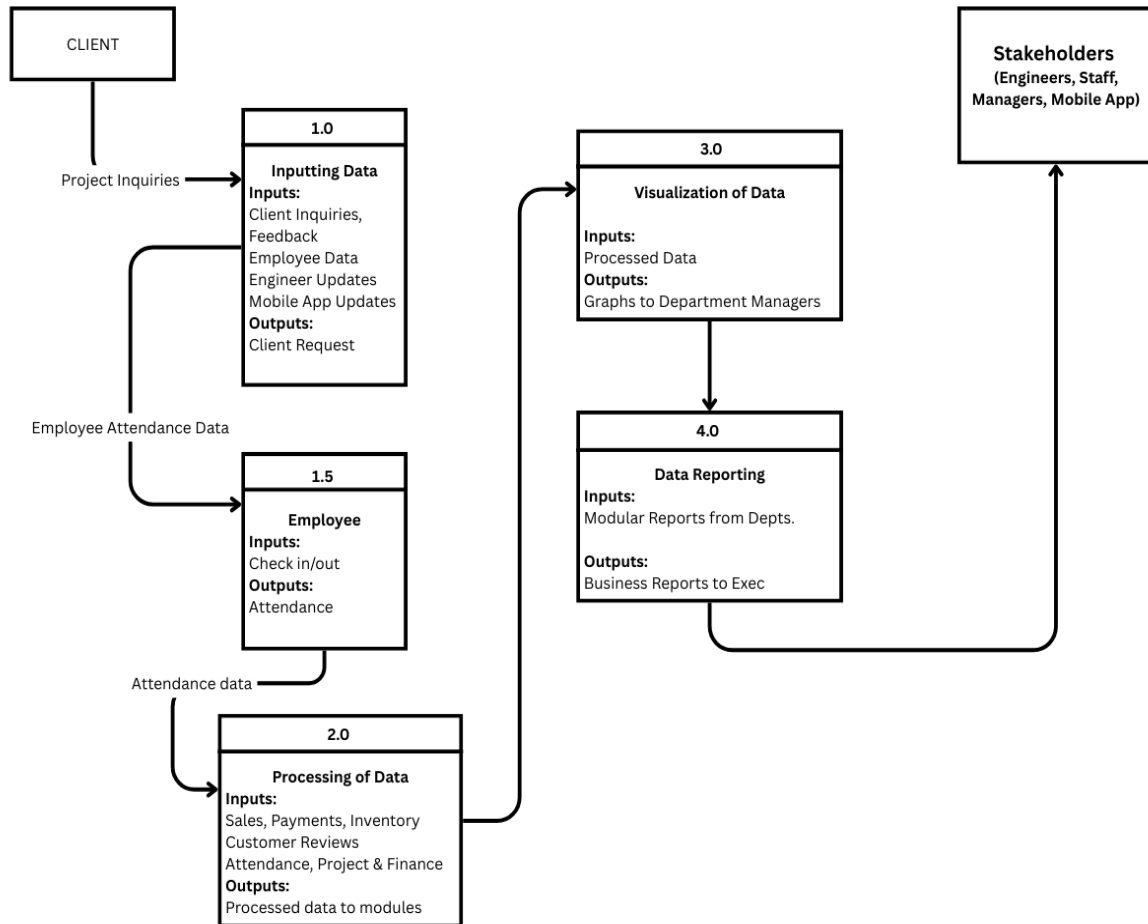 CLIENT
Project Inquiries
1.0
Inputting Data
Inputs:
Client Inquiries,
Feedback
Employee Data
Engineer Updates
Mobile App Updates
Outputs:
Client Request
Employee Attendance Data
1.5
Employee
Inputs:
Check in/out
Outputs:
Attendance
Attendance data
2.0
Processing of Data
Inputs:
Sales, Payments, Inventory
Customer Reviews
Attendance, Project & Finance
Outputs:
Processed data to modules
3.0
Visualization of Data
Inputs:
Processed Data
Outputs:
Graphs to Department Managers
4.0
Data Reporting
Inputs:
Modular Reports from Depts.
Outputs:
Business Reports to Exec
Stakeholders
(Engineers, Staff,
Managers, Mobile App)